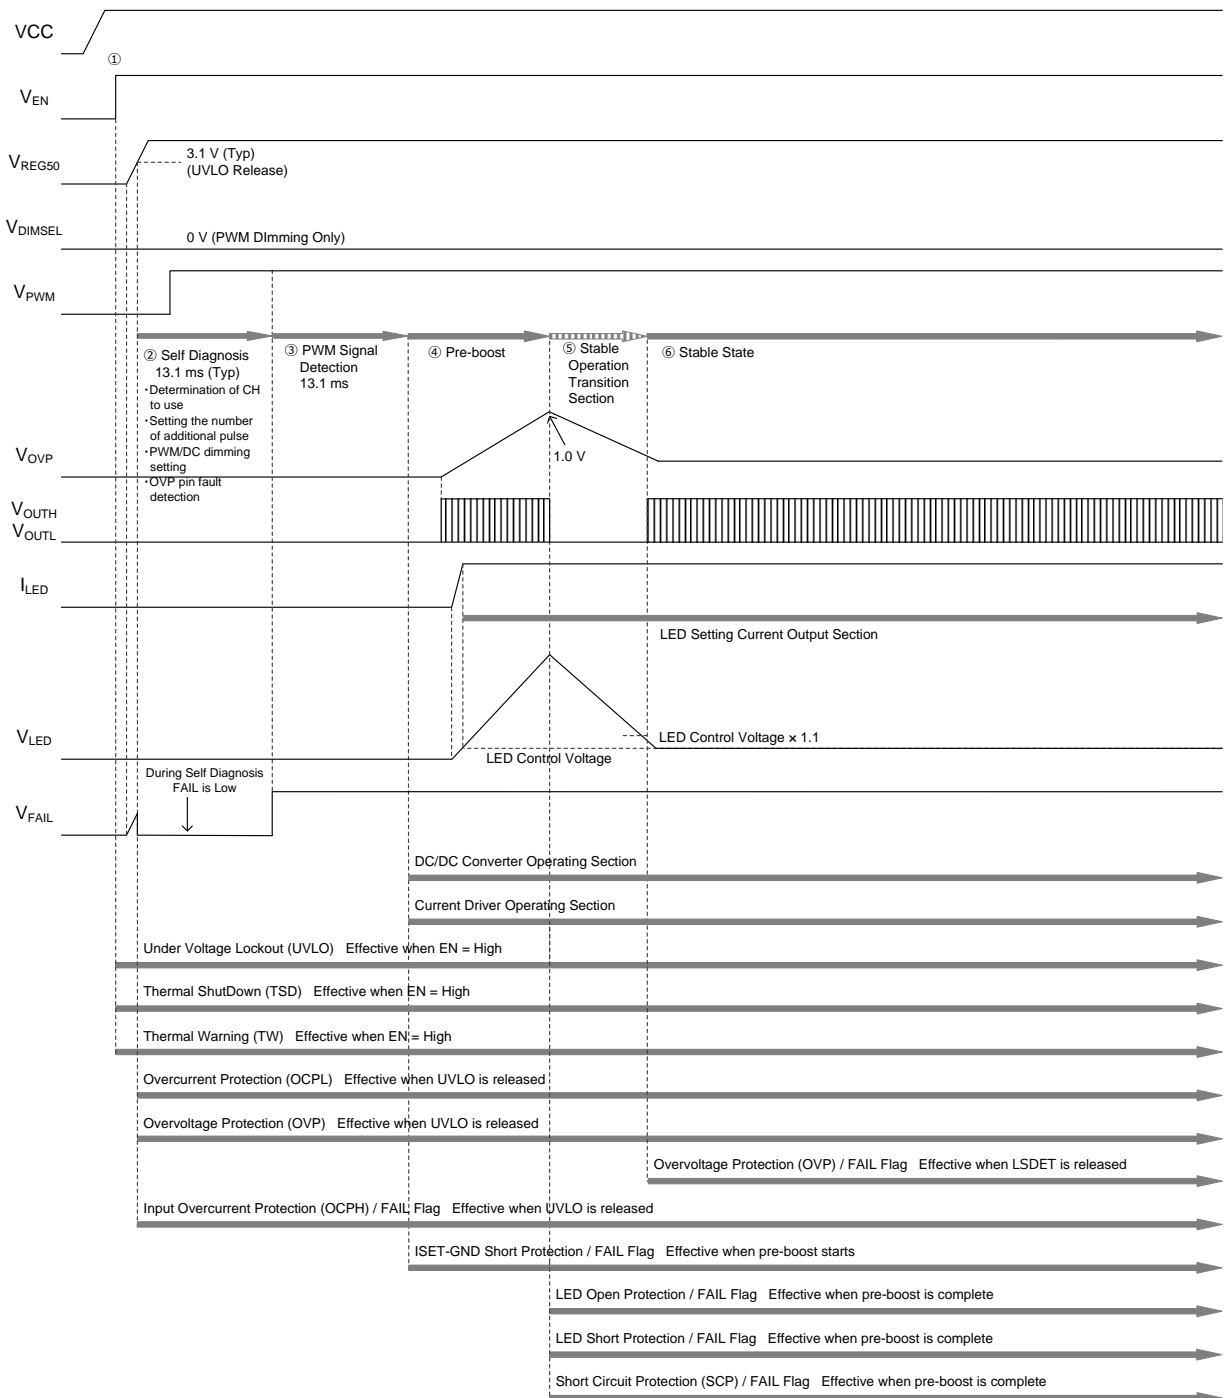 VCC
①
VEN
VREG50
3.1 V (Typ)
(UVLO Release)
VDIMSEL
0 V (PWM DImming Only)
VPWM
② Self Diagnosis
13.1 ms (Typ)
・Determination of CH
to use
・Setting the number
of additional pulse
・PWM/DC dimming
setting
・OVP pin fault
detection
③ PWM Signal
Detection
13.1 ms
④ Pre-boost
⑤ Stable
Operation
Transition
Section
⑥ Stable State
VOVP
1.0 V
VOUTH
VOUTL
ILED
LED Setting Current Output Section
VLED
LED Control Voltage × 1.1
LED Control Voltage
During Self Diagnosis
FAIL is Low
VFAIL
DC/DC Converter Operating Section
Current Driver Operating Section
Under Voltage Lockout (UVLO) Effective when EN = High
Thermal ShutDown (TSD) Effective when EN = High
Thermal Warning (TW) Effective when EN = High
Overcurrent Protection (OCPL) Effective when UVLO is released
Overvoltage Protection (OVP) Effective when UVLO is released
Overvoltage Protection (OVP) / FAIL Flag Effective when LSDET is released
Input Overcurrent Protection (OCPH) / FAIL Flag Effective when UVLO is released
ISET-GND Short Protection / FAIL Flag Effective when pre-boost starts
LED Open Protection / FAIL Flag Effective when pre-boost is complete
LED Short Protection / FAIL Flag Effective when pre-boost is complete
Short Circuit Protection (SCP) / FAIL Flag Effective when pre-boost is complete